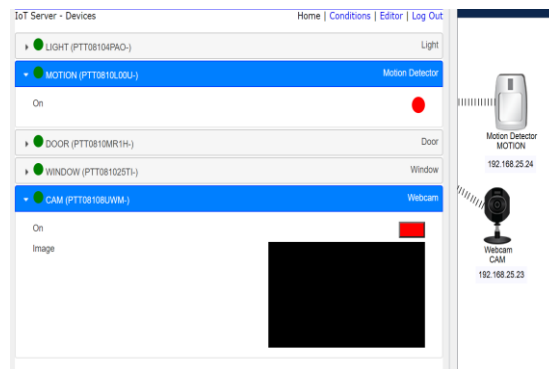 IoT Server - Devices
Home | Conditions | Editor | Log Out
LIGHT (PTT08104PAO-)
Light
MOTION (PTT0810L00U-)
Motion Detector
On
DOOR (PTT0810MR1H-)
Door
WINDOW (PTT081025TI-)
Window
CAM (PTT08108UWM-)
Webcam
On
Image
Motion Detector
MOTION
192.168.25.24
Webcam
CAM
192.168.25.23